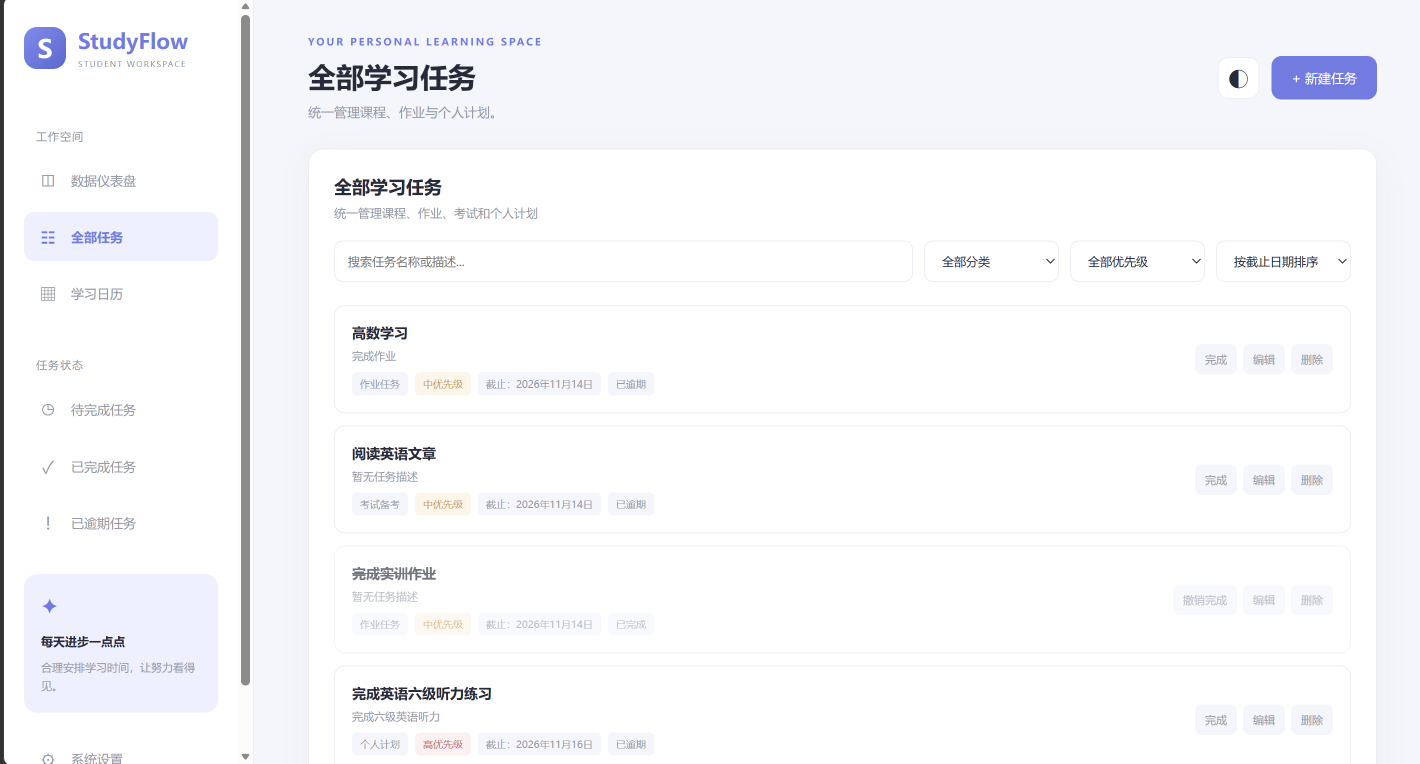 S
StudyFlow
STUDENT WORKSPACE
工作空间
数据仪表盘
全部任务
学习日历
任务状态
待完成任务
已完成任务
! 已逾期任务
每天进步一点点
合理安排学习时间，让努力看得
见。
系统设置
YOUR PERSONAL LEARNING SPACE
全部学习任务
统一管理课程、作业与个人计划。
+ 新建任务
全部学习任务
统一管理课程、作业、考试和个人计划
搜索任务名称或描述... 全部分类 全部优先级 按截止日期排序
高数学习
完成作业
作业任务 中优先级 截止：2026年11月14日 已逾期
完成 编辑 删除
阅读英语文章
暂无任务描述
考试备考 中优先级 截止：2026年11月14日 已逾期
完成 编辑 删除
完成实训作业
暂无任务描述
作业任务 中优先级 截止：2026年11月14日 已完成
撤销完成 编辑 删除
完成英语六级听力练习
完成六级英语听力
个人计划 高优先级 截止：2026年11月16日 已逾期
完成 编辑 删除